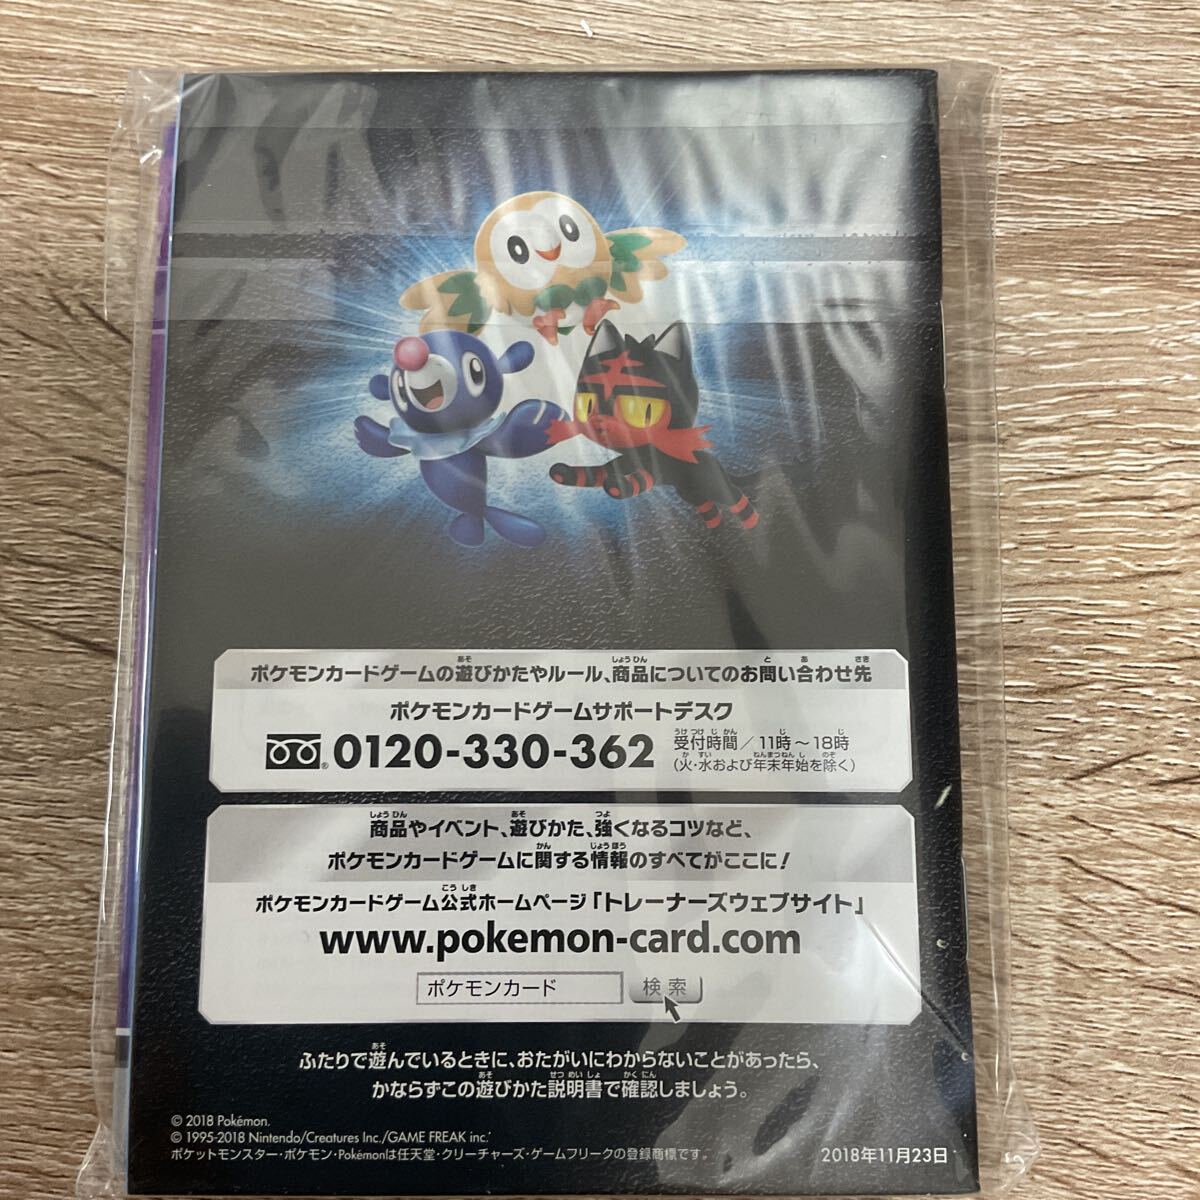 ポケモンカードゲームの遊びかたやルール、商品についてのお問い合わせ先
ポケモンカードゲームサポートデスク
0120-330-362 受付時間/11時～18時
(火・水および年末年始を除く)
商品やイベント、遊びかた、強くなるコツなど、
ポケモンカードゲームに関する情報のすべてがここに!
ポケモンカードゲーム公式ホームページ「トレーナーズウェブサイト」
www.pokemon-card.com
ポケモンカード 検索
ふたりで遊んでいるときに、おたがいにわからないことがあったら、
かならずこの遊びかた説明書で確認しましょう。
© 2018 Pokémon.
© 1995-2018 Nintendo/Creatures Inc./GAME FREAK inc.
ポケットモンスター・ポケモン・Pokémonは任天堂・クリーチャーズ・ゲームフリークの登録商標です。
2018年11月23日